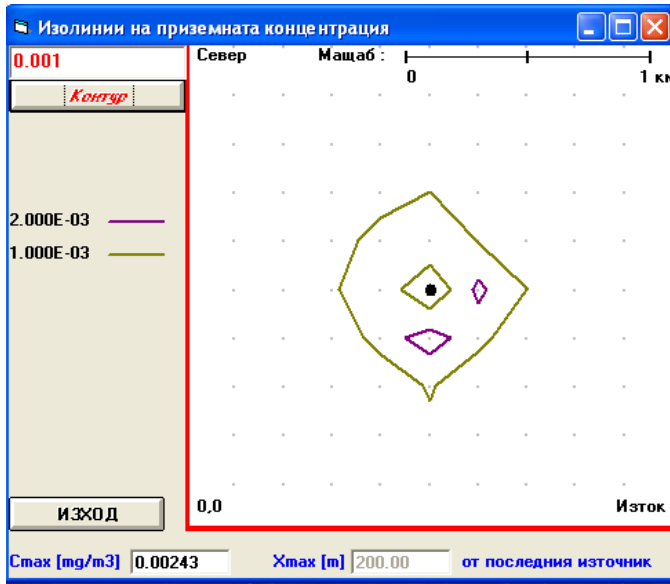 Изолинии на приземната концентрация
0.001
Контур
Север Мащаб :
0 1 км
2.000E-03
1.000E-03
ИЗХОД
0,0 Изток
Cmax [mg/m3] 0.00243 Xmax [m] 200.00 от последния източник